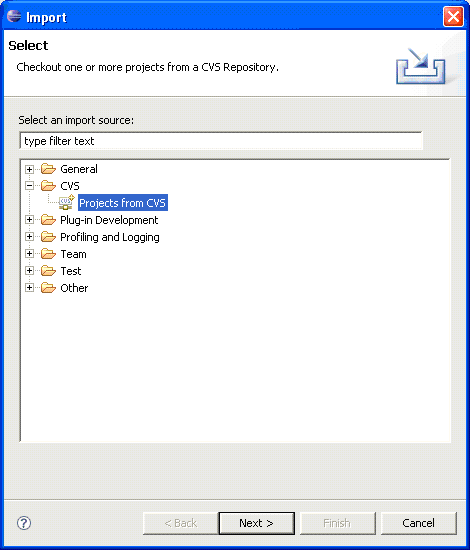 Import
Select
Checkout one or more projects from a CVS Repository.
Select an import source:
type filter text
General
CVS
Projects from CVS
Plug-in Development
Profiling and Logging
Team
Test
Other
< Back
Next >
Finish
Cancel